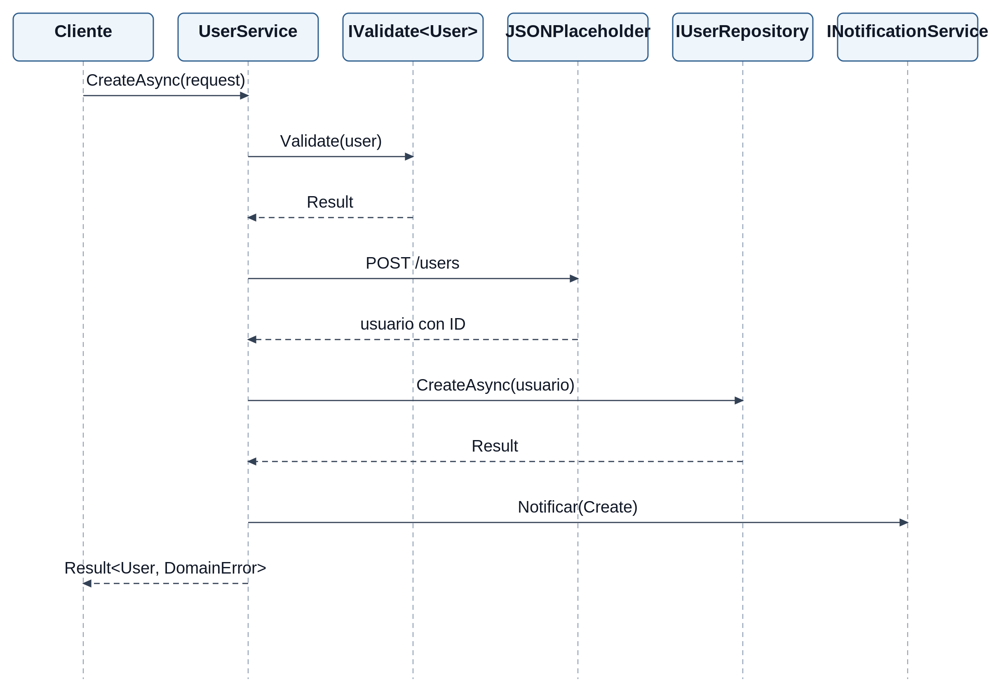 Cliente
UserService
IValidate<User>
JSONPlaceholder
IUserRepository
INotificationService
CreateAsync(request)
Validate(user)
Result
POST /users
usuario con ID
CreateAsync(usuario)
Result
Notificar(Create)
Result<User, DomainError>